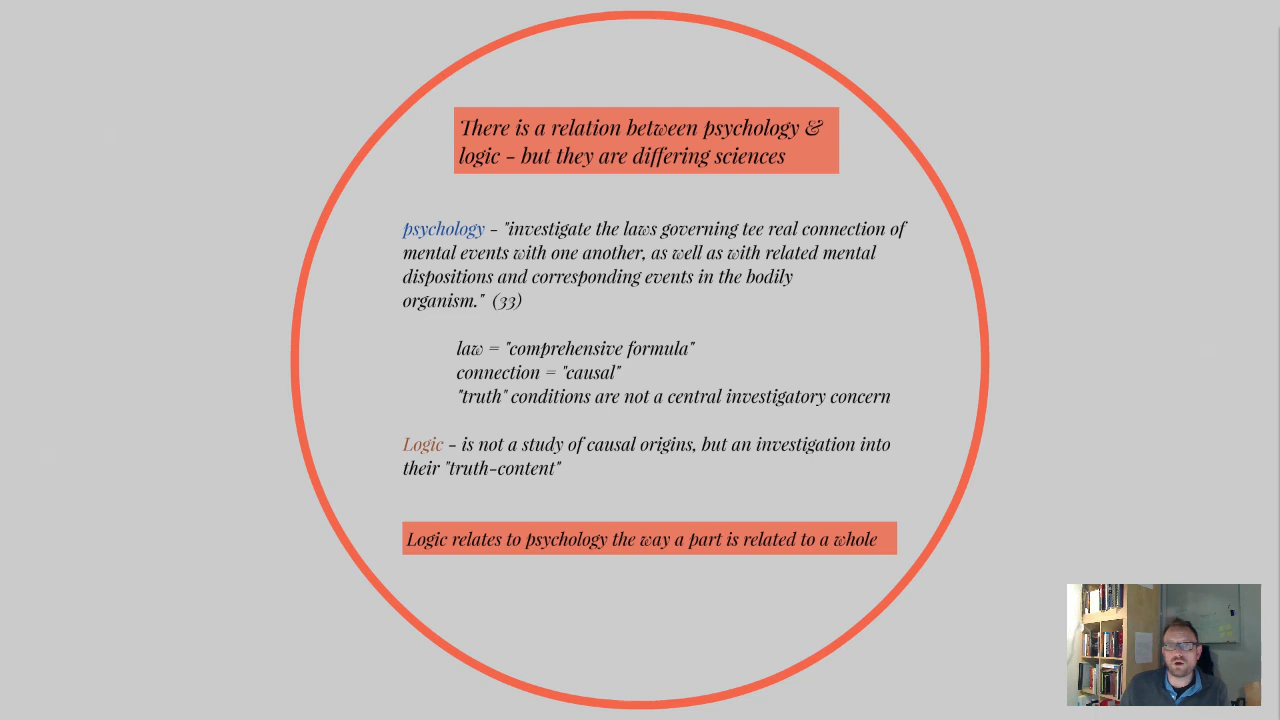 There is a relation between psychology &
logic - but they are differing sciences
psychology - "investigate the laws governing tee real connection of
mental events with one another, as well as with related mental
dispositions and corresponding events in the bodily
organism." (33)
law = "comprehensive formula"
connection = "causal"
"truth" conditions are not a central investigatory concern
Logic - is not a study of causal origins, but an investigation into
their "truth-content"
Logic relates to psychology the way a part is related to a whole